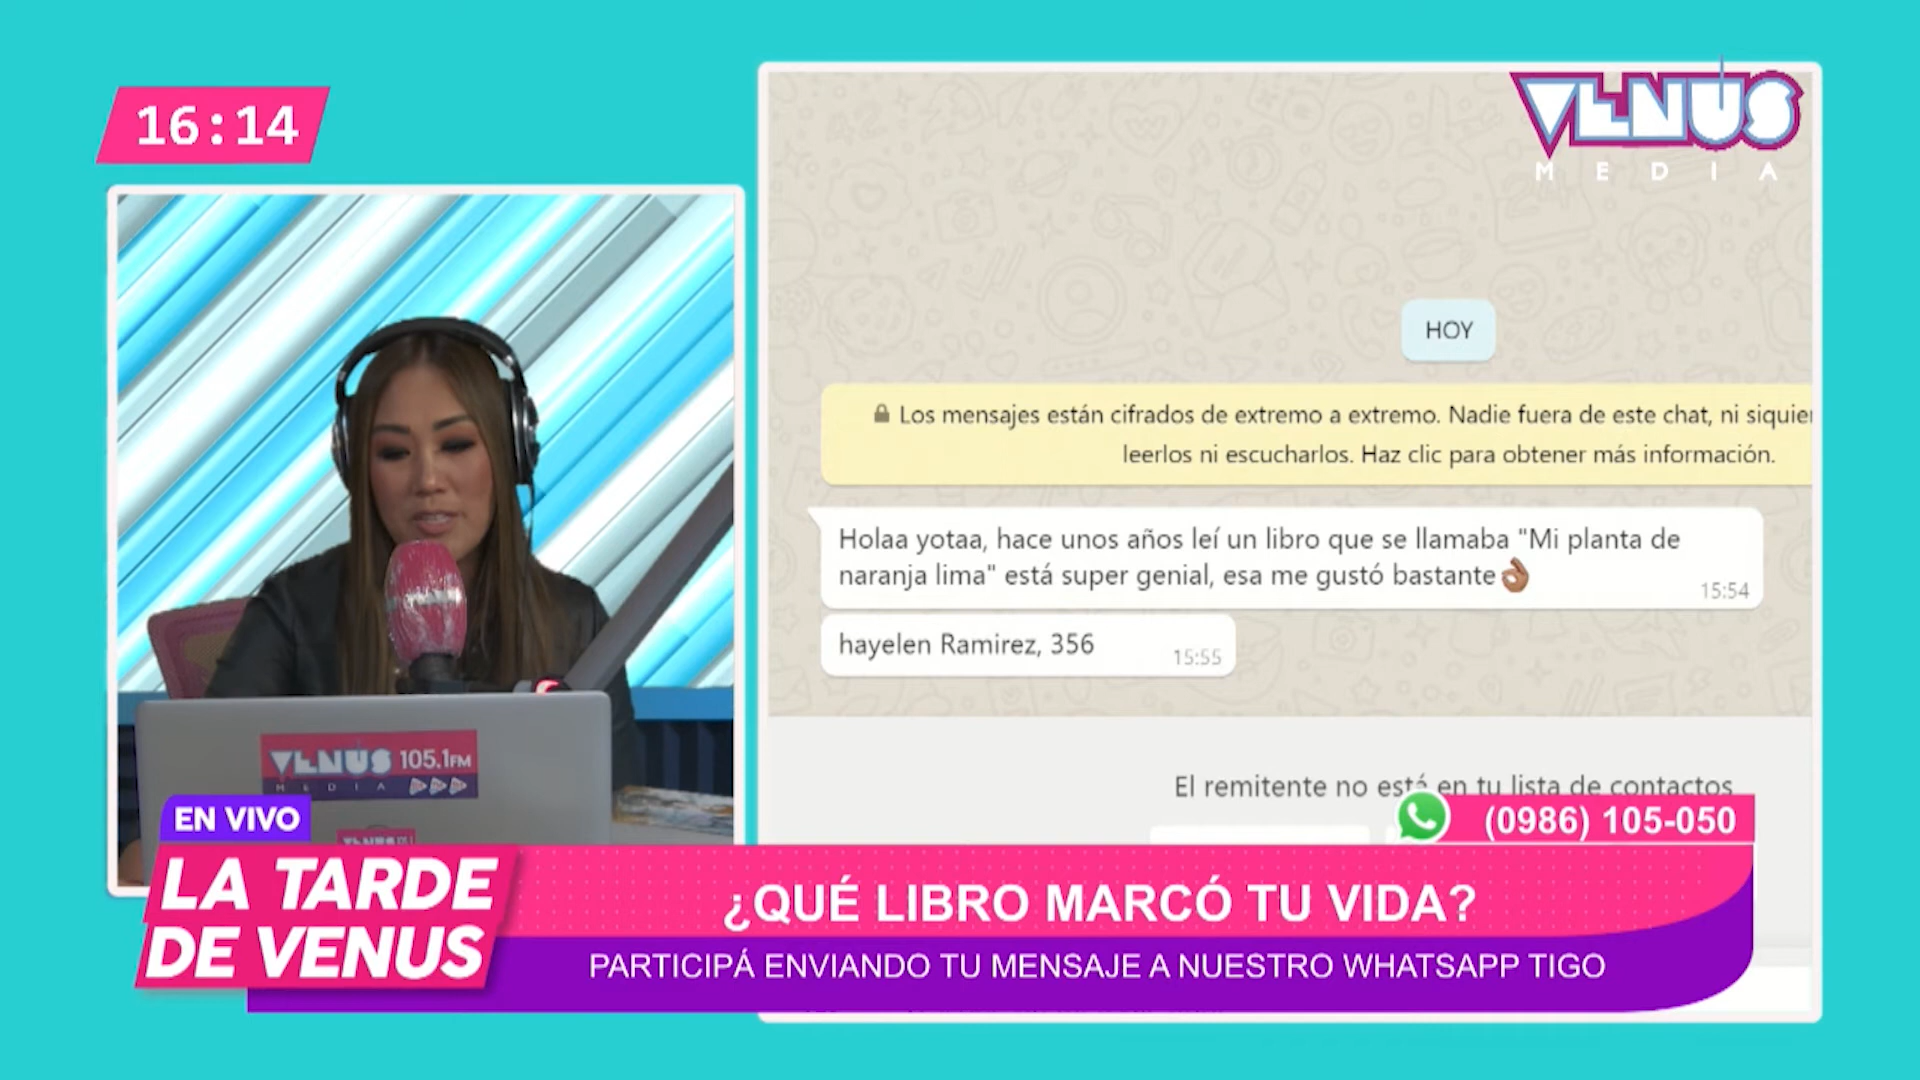 16:14
VENUS
MEDIA
HOY
Los mensajes están cifrados de extremo a extremo. Nadie fuera de este chat, ni siquier
leerlos ni escucharlos. Haz clic para obtener más información.
Holaa yotaa, hace unos años leí un libro que se llamaba "Mi planta de
naranja lima" está super genial, esa me gustó bastante👌🏾
15:54
hayelen Ramirez, 356
15:55
El remitente no está en tu lista de contactos
VENUS 105.1FM
MEDIA
VENUS
(0986) 105-050
EN VIVO
LA TARDE
DE VENUS
¿QUÉ LIBRO MARCÓ TU VIDA?
PARTICIPÁ ENVIANDO TU MENSAJE A NUESTRO WHATSAPP TIGO